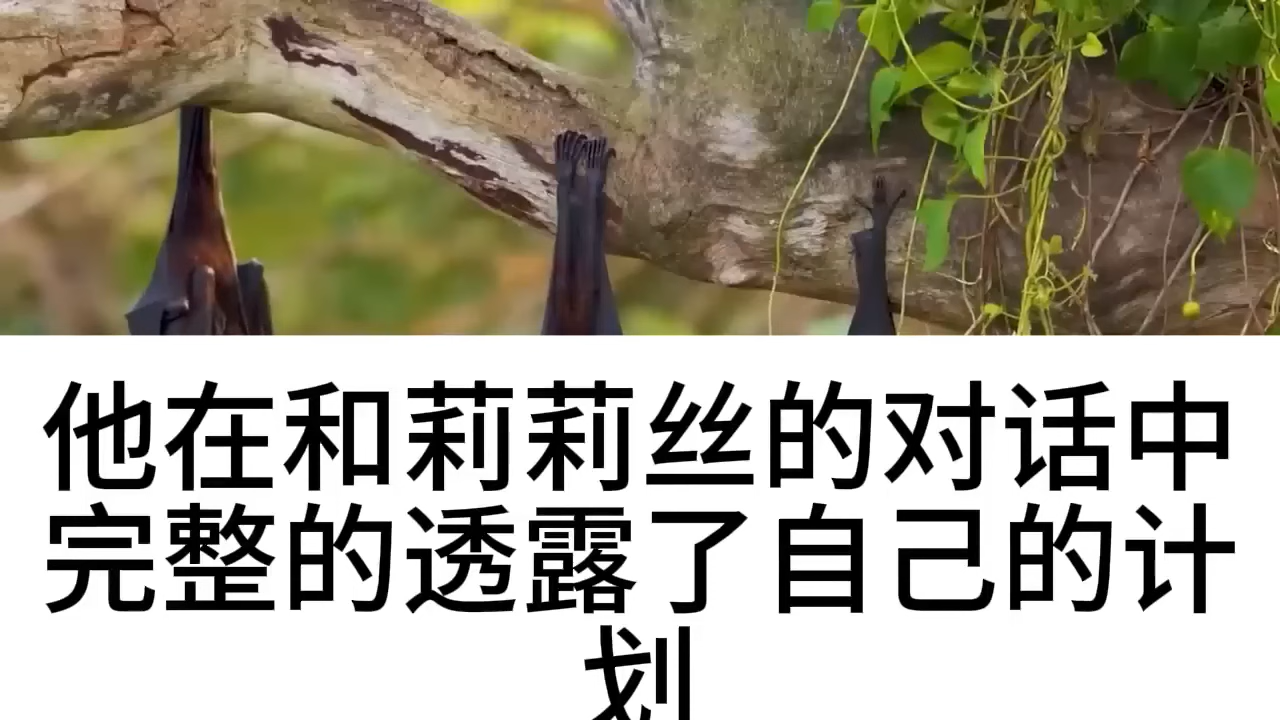 他在和莉莉丝的对话中
完整的透露了自己的计
划